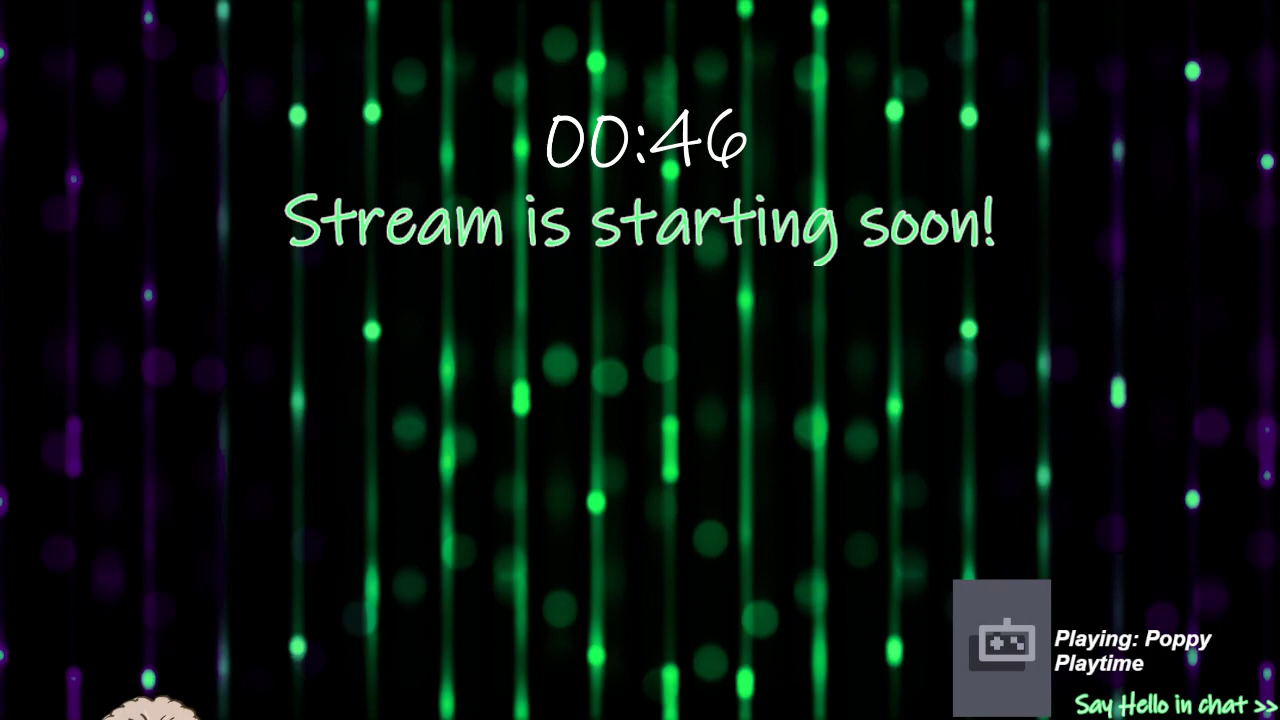 00:46
Stream is starting soon!
Playing: Poppy
Playtime
Say Hello in chat >>